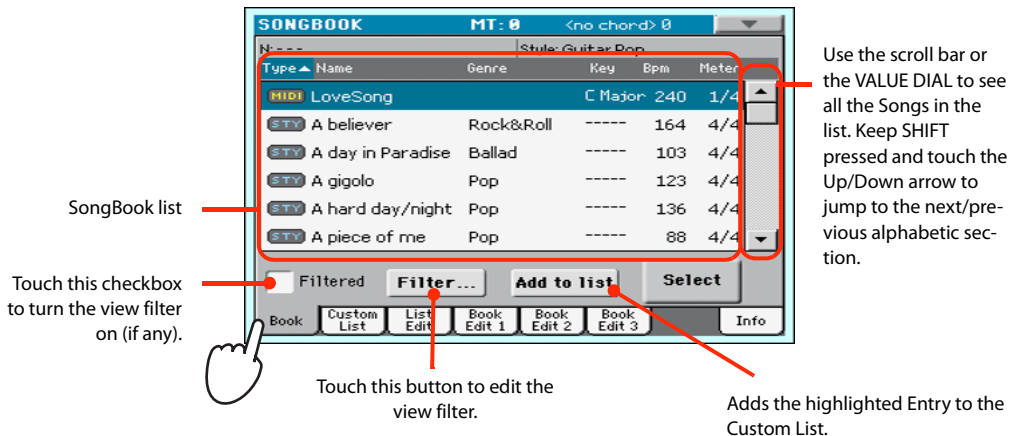 SONGBOOK MT: 0 <no chord> 0
N: - - - Style: Guitar Pop
Type Name Genre Key Bpm Meter
MIDI LoveSong C Major 240 1/4
STY A believer Rock&Roll ----- 164 4/4
STY A day in Paradise Ballad ----- 103 4/4
STY A gigolo Pop ----- 123 4/4
STY A hard day/night Pop ----- 136 4/4
STY A piece of me Pop ----- 88 4/4
Filtered Filter... Add to list Select
Book Custom List List Edit Book Edit 1 Book Edit 2 Book Edit 3 Info
SongBook list
Touch this checkbox
to turn the view filter
on (if any).
Touch this button to edit the
view filter.
Adds the highlighted Entry to the
Custom List.
Use the scroll bar or
the VALUE DIAL to see
all the Songs in the
list. Keep SHIFT
pressed and touch the
Up/Down arrow to
jump to the next/pre-
vious alphabetic sec-
tion.